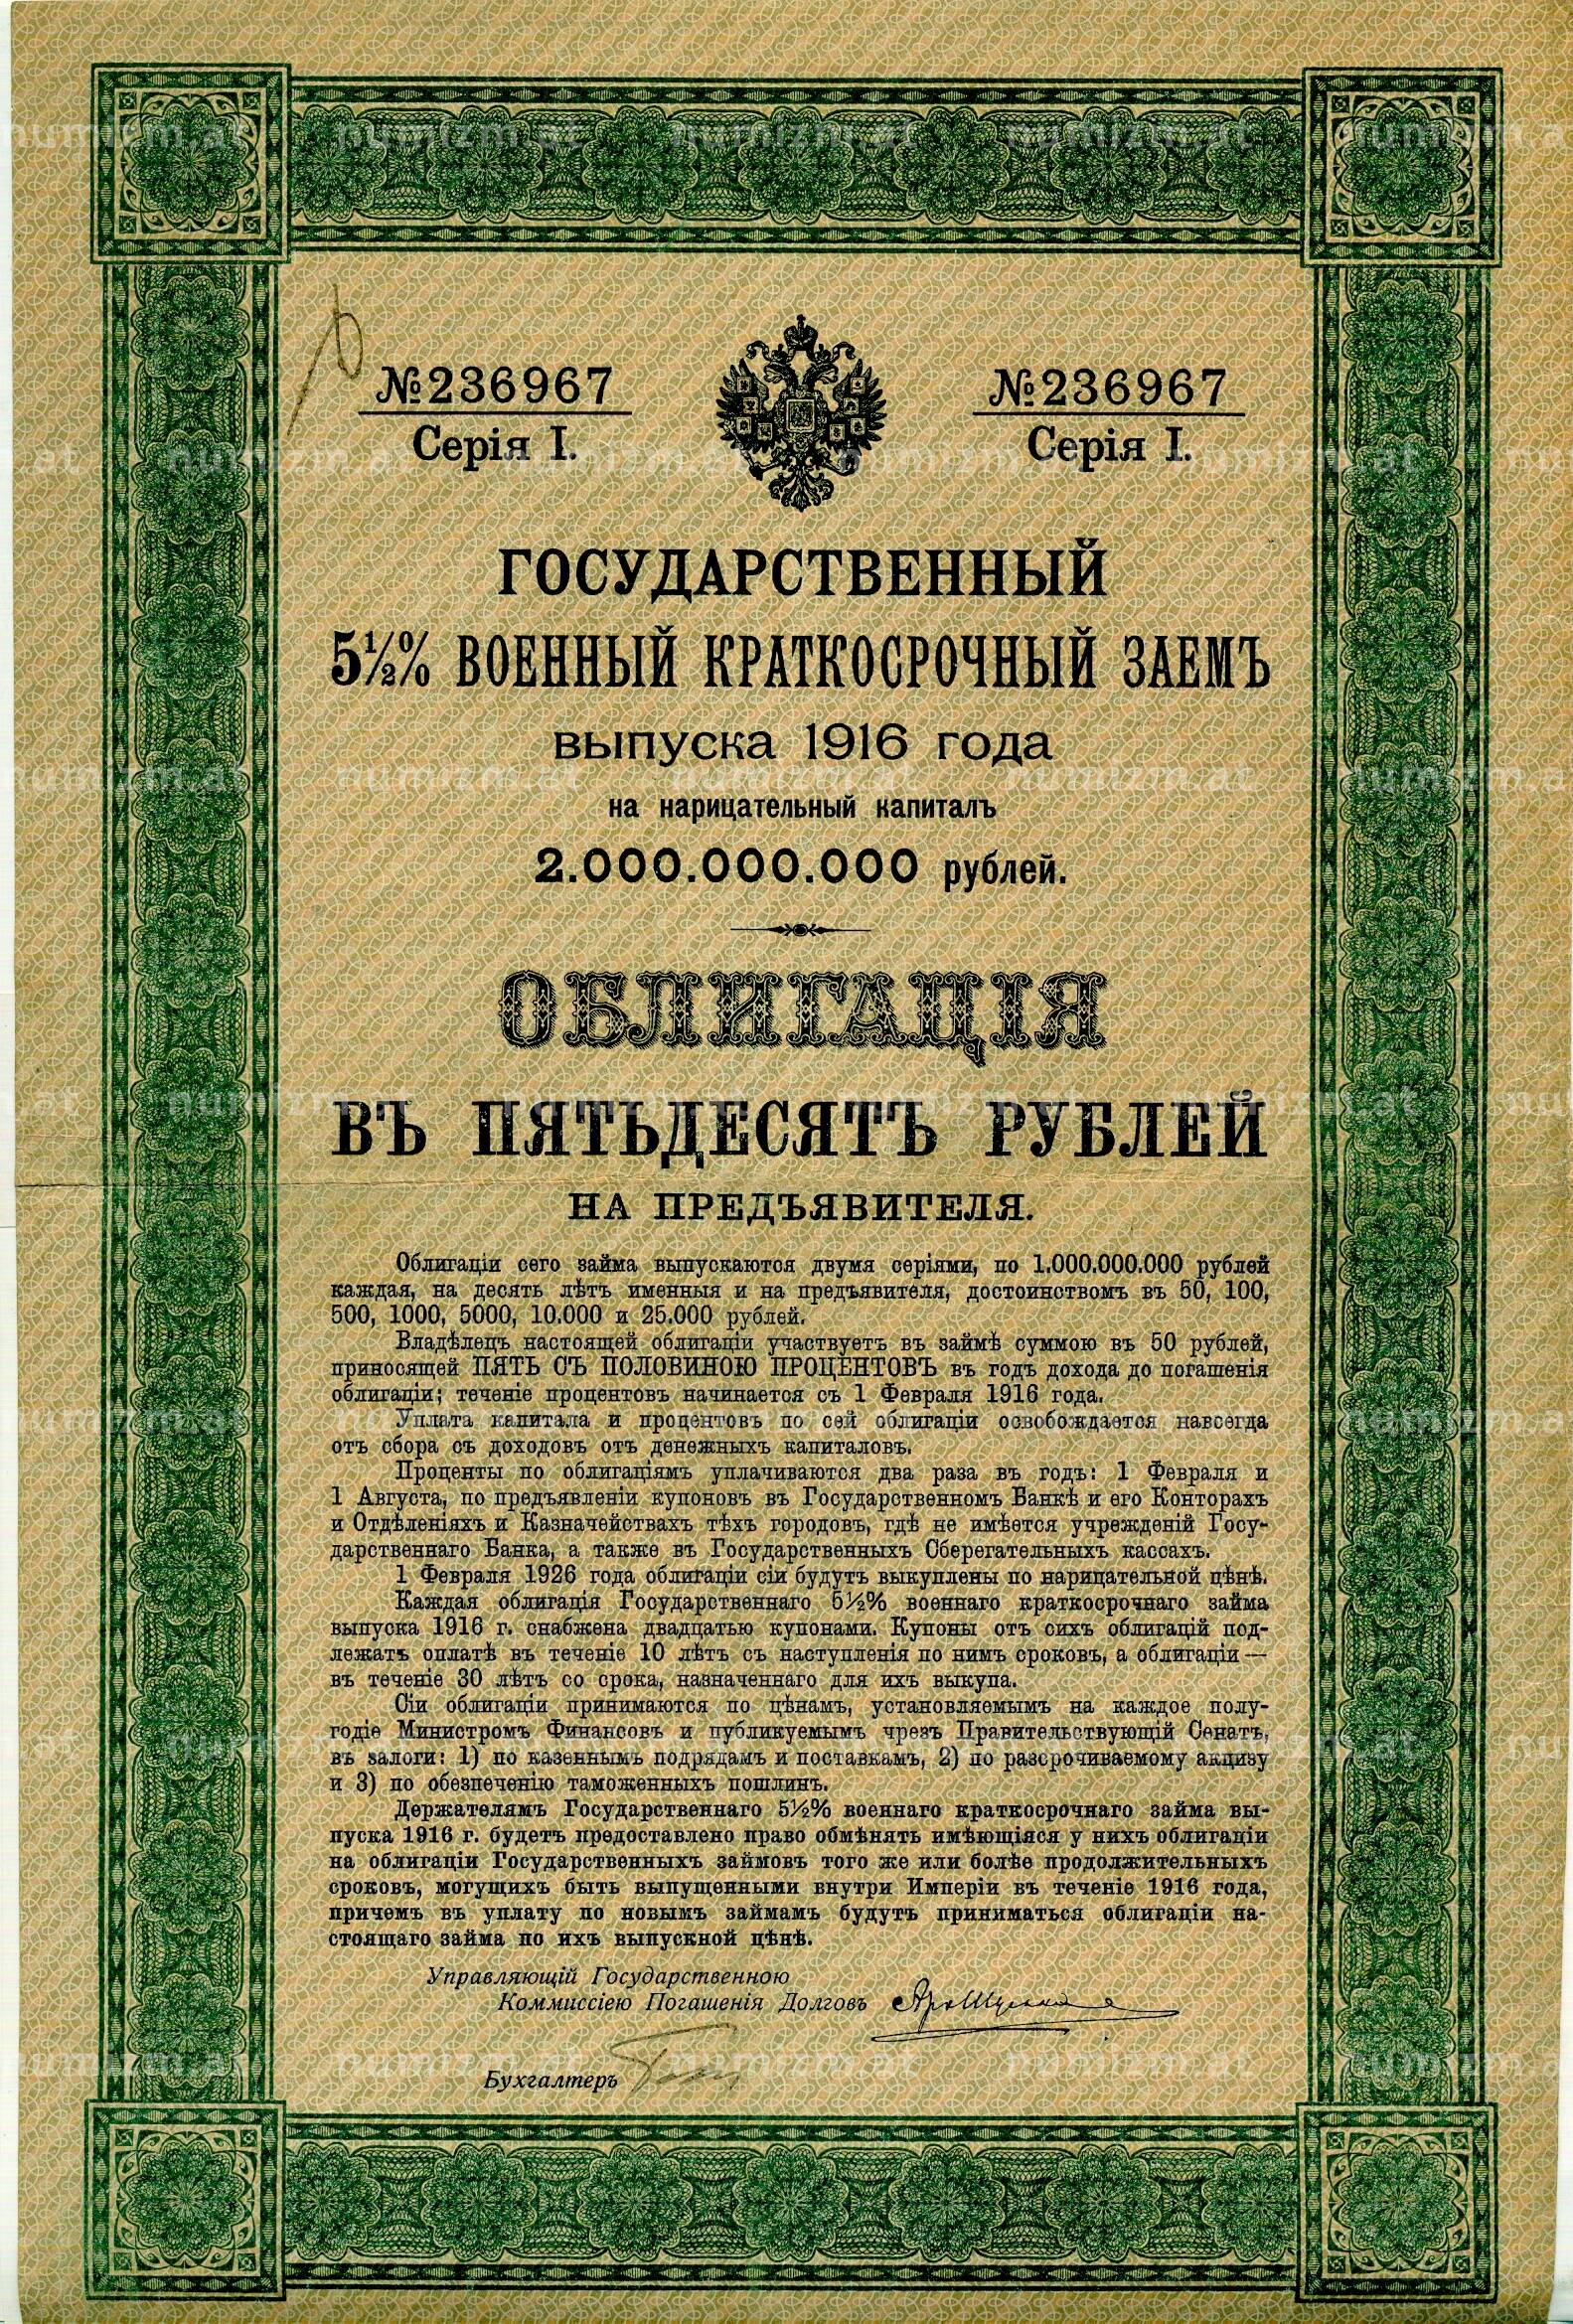 №236967
Серія I.
№236967
Серія I.
ГОСУДАРСТВЕННЫЙ
5½% ВОЕННЫЙ КРАТКОСРОЧНЫЙ ЗАЕМЪ
выпуска 1916 года
на нарицательный капиталъ
2.000.000.000 рублей.
ОБЛИГАЦІЯ
ВЪ ПЯТЬДЕСЯТЪ РУБЛЕЙ
НА ПРЕДЪЯВИТЕЛЯ.
Облигаціи сего займа выпускаются двумя серіями, по 1.000.000.000 рублей
каждая, на десять лѣтъ именныя и на предъявителя, достоинствомъ въ 50, 100,
500, 1000, 5000, 10.000 и 25.000 рублей.
Владѣлецъ настоящей облигаціи участвуетъ въ займѣ суммою въ 50 рублей,
приносящей ПЯТЬ СЪ ПОЛОВИНОЮ ПРОЦЕНТОВЪ въ годъ дохода до погашенія
облигаціи; теченіе процентовъ начинается съ 1 Февраля 1916 года.
Уплата капитала и процентовъ по сей облигаціи освобождается навсегда
отъ сбора съ доходовъ отъ денежныхъ капиталовъ.
Проценты по облигаціямъ уплачиваются два раза въ годъ: 1 Февраля и
1 Августа, по предъявленіи купоновъ въ Государственномъ Банкѣ и его Конторахъ
и Отдѣленіяхъ и Казначействахъ тѣхъ городовъ, гдѣ не имѣется учрежденій Госу-
дарственнаго Банка, а также въ Государственныхъ Сберегательныхъ кассахъ.
1 Февраля 1926 года облигаціи сіи будутъ выкуплены по нарицательной цѣнѣ.
Каждая облигація Государственнаго 5½% военнаго краткосрочнаго займа
выпуска 1916 г. снабжена двадцатью купонами. Купоны отъ сихъ облигацій под-
лежатъ оплатѣ въ теченіе 10 лѣтъ съ наступленія по нимъ сроковъ, а облигаціи —
въ теченіе 30 лѣтъ со срока, назначеннаго для ихъ выкупа.
Сіи облигаціи принимаются по цѣнамъ, установляемымъ на каждое полу-
годіе Министромъ Финансовъ и публикуемымъ чрезъ Правительствующій Сенатъ,
въ залоги: 1) по казеннымъ подрядамъ и поставкамъ, 2) по разсрочиваемому акцизу
и 3) по обезпеченію таможенныхъ пошлинъ.
Держателямъ Государственнаго 5½% военнаго краткосрочнаго займа вы-
пуска 1916 г. будетъ предоставлено право обмѣнять имѣющіяся у нихъ облигаціи
на облигаціи Государственныхъ займовъ того же или болѣе продолжительныхъ
сроковъ, могущихъ быть выпущенными внутри Имперіи въ теченіе 1916 года,
причемъ въ уплату по новымъ займамъ будутъ приниматься облигаціи на-
стоящаго займа по ихъ выпускной цѣнѣ.
Управляющій Государственною
Коммиссіею Погашенія Долговъ
Бухгалтеръ
numizm.at